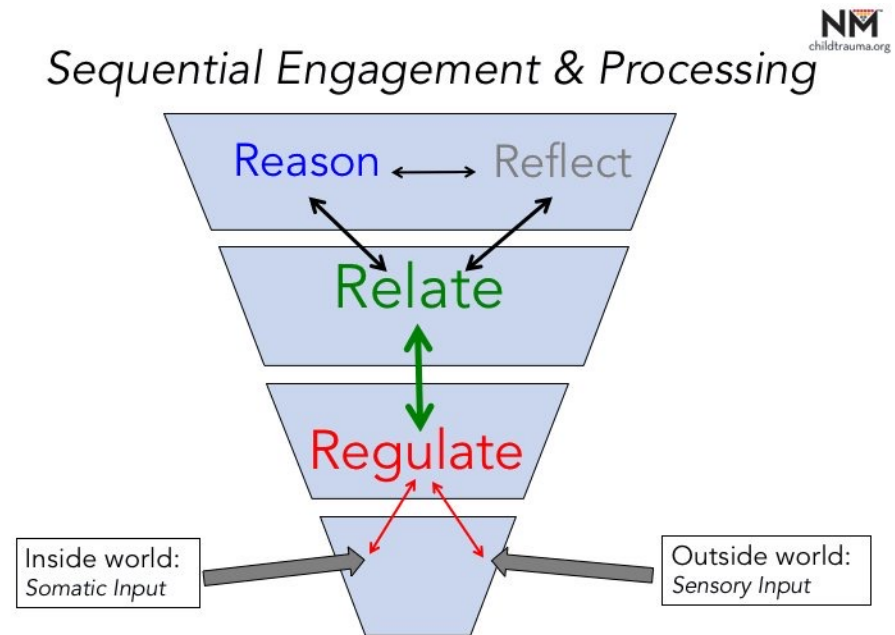 NM
childtrauma.org
Sequential Engagement & Processing
Reason
Reflect
Relate
Regulate
Inside world:
Somatic Input
Outside world:
Sensory Input